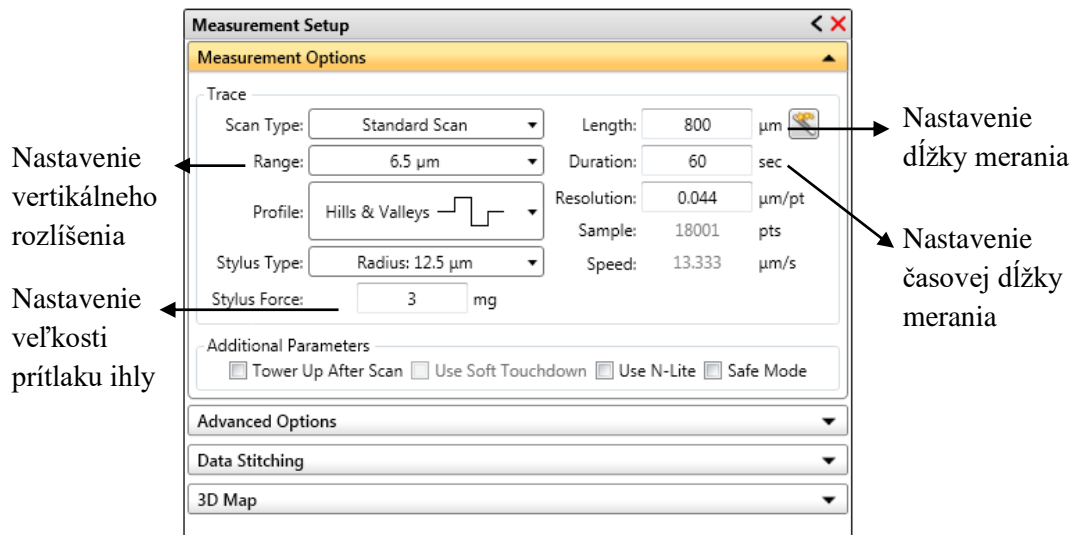 Measurement Setup
Measurement Options
Trace
Scan Type: Standard Scan Length: 800 µm
Range: 6.5 µm Duration: 60 sec
Profile: Hills & Valleys Resolution: 0.044 µm/pt
Sample: 18001 pts
Stylus Type: Radius: 12.5 µm Speed: 13.333 µm/s
Stylus Force: 3 mg
Additional Parameters
Tower Up After Scan Use Soft Touchdown Use N-Lite Safe Mode
Advanced Options
Data Stitching
3D Map
Nastavenie
vertikálneho
rozlíšenia
Nastavenie
veľkosti
prítlaku ihly
Nastavenie
dĺžky merania
Nastavenie
časovej dĺžky
merania